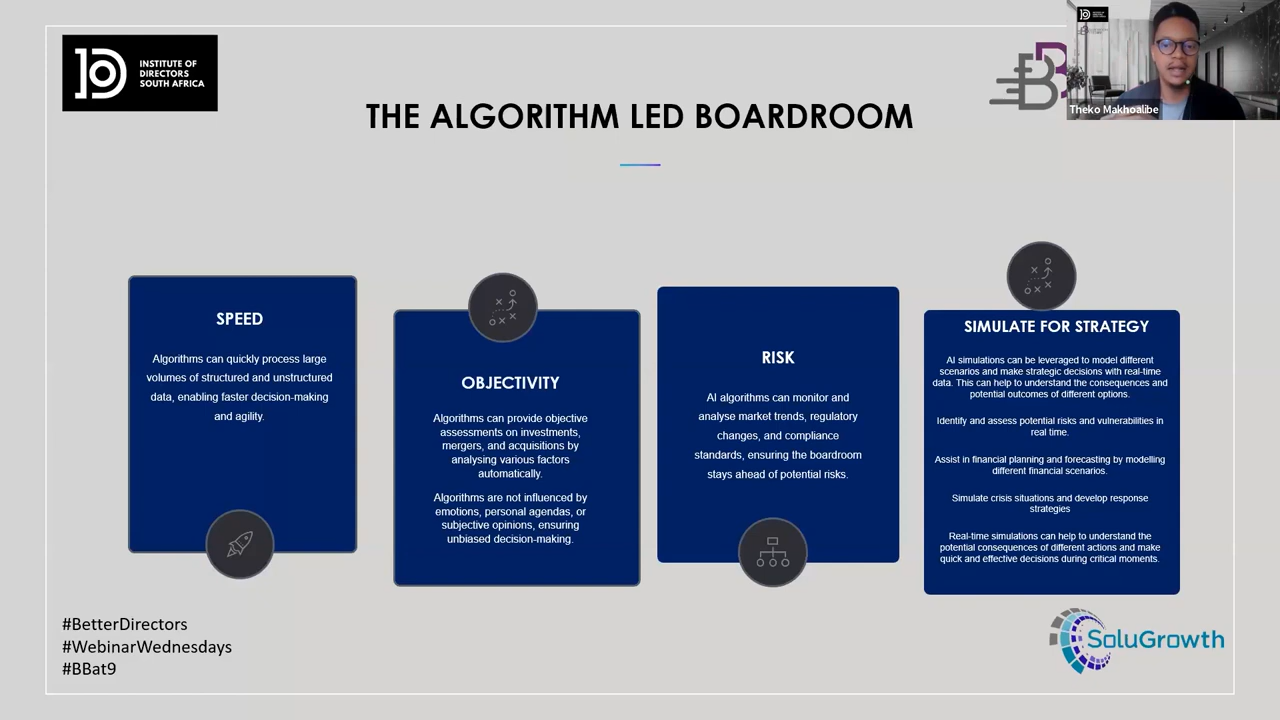 INSTITUTE OF
DIRECTORS
SOUTH AFRICA
Theko Makhoalibe
THE ALGORITHM LED BOARDROOM
SPEED
Algorithms can quickly process large
volumes of structured and unstructured
data, enabling faster decision-making
and agility.
OBJECTIVITY
Algorithms can provide objective
assessments on investments,
mergers, and acquisitions by
analysing various factors
automatically.
Algorithms are not influenced by
emotions, personal agendas, or
subjective opinions, ensuring
unbiased decision-making.
RISK
AI algorithms can monitor and
analyse market trends, regulatory
changes, and compliance
standards, ensuring the boardroom
stays ahead of potential risks.
SIMULATE FOR STRATEGY
AI simulations can be leveraged to model different
scenarios and make strategic decisions with real-time
data. This can help to understand the consequences and
potential outcomes of different options.
Identify and assess potential risks and vulnerabilities in
real time.
Assist in financial planning and forecasting by modelling
different financial scenarios.
Simulate crisis situations and develop response
strategies
Real-time simulations can help to understand the
potential consequences of different actions and make
quick and effective decisions during critical moments.
#BetterDirectors
#WebinarWednesdays
#BBat9
SoluGrowth